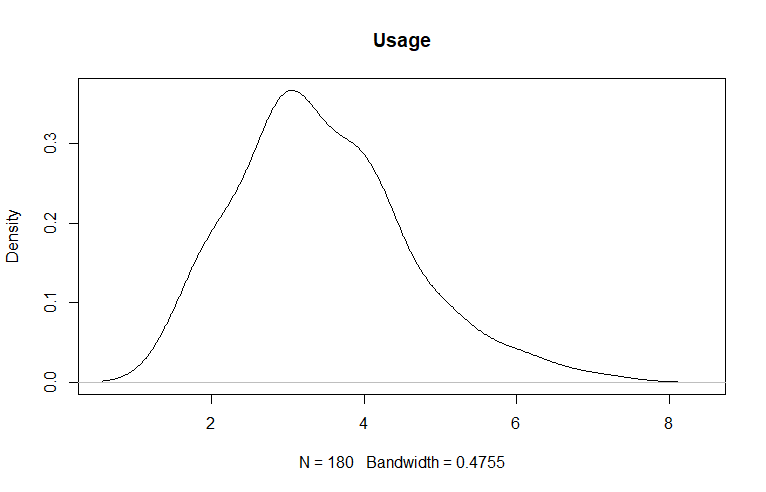 Usage
Density
0.3
0.2
0.1
0.0
2 4 6 8
N = 180 Bandwidth = 0.4755